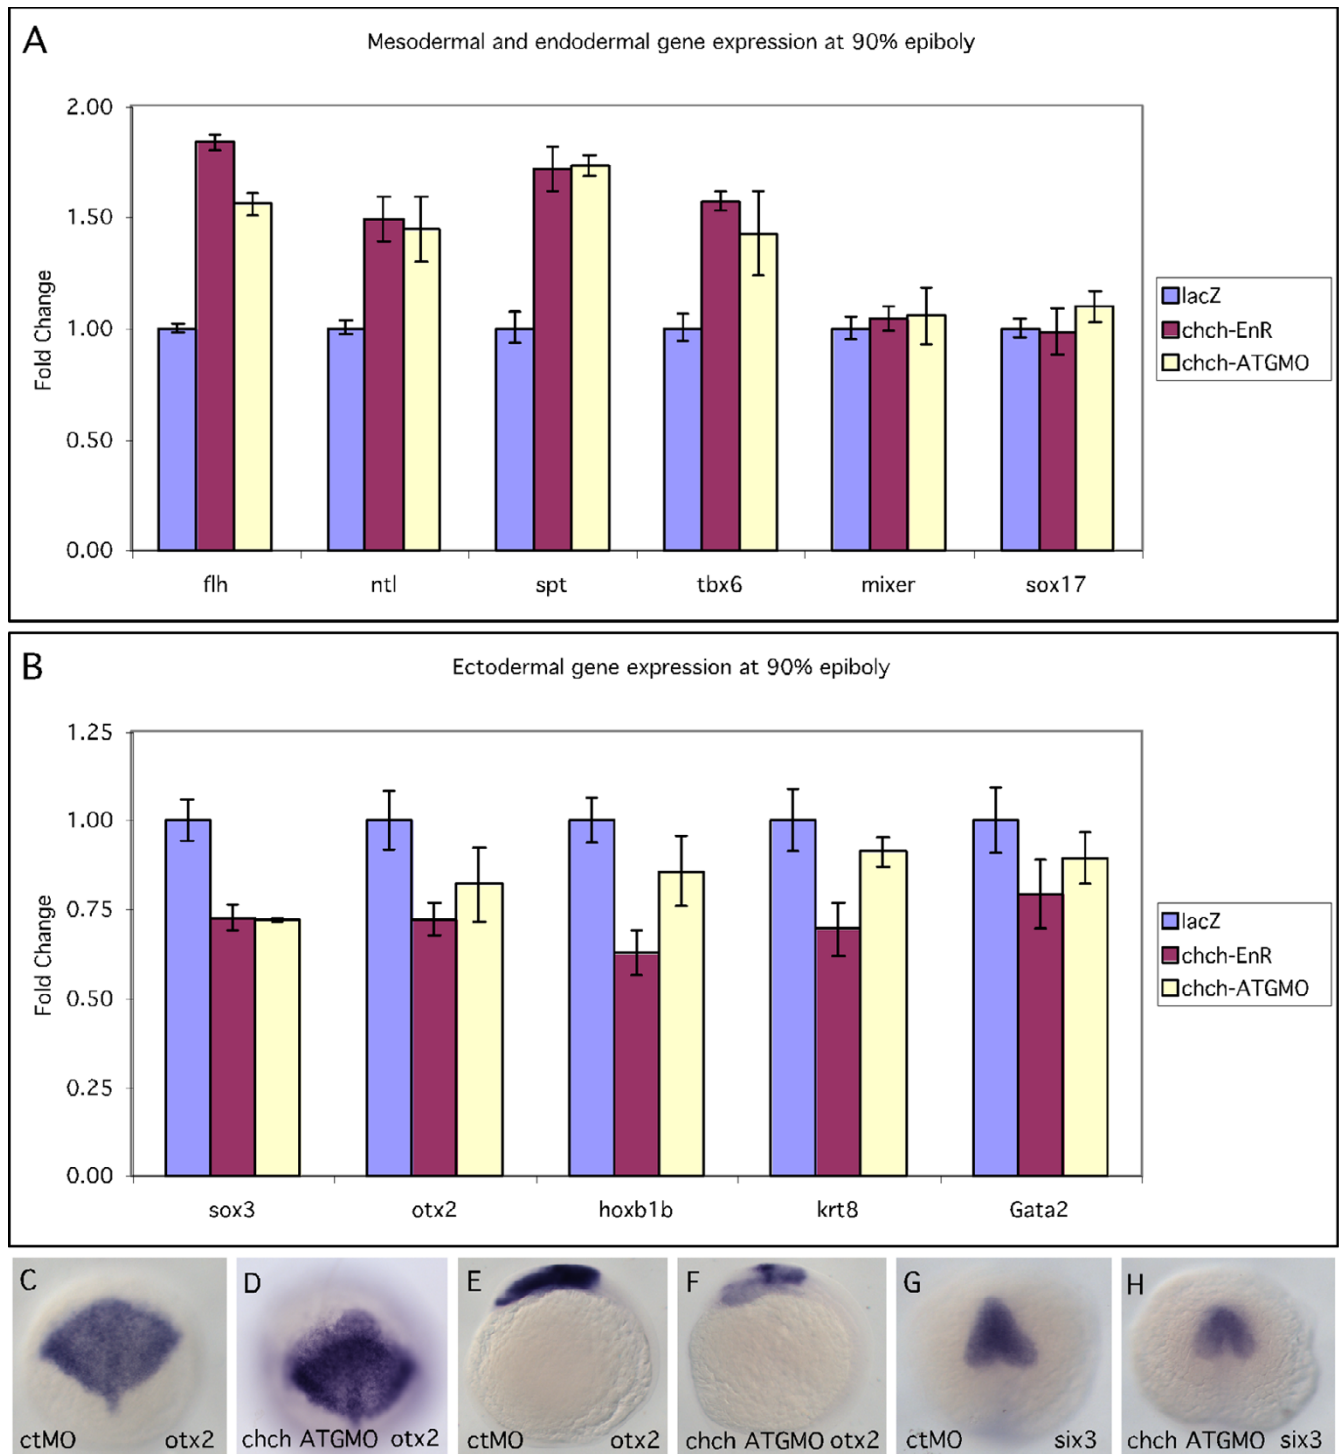 A
Mesodermal and endodermal gene expression at 90% epiboly
2.00
1.50
1.00
0.50
0.00
Fold Change
flh ntl spt tbx6 mixer sox17
lacZ
chch-EnR
chch-ATGMO
B
Ectodermal gene expression at 90% epiboly
1.25
1.00
0.75
0.50
0.25
0.00
Fold Change
sox3 otx2 hoxb1b krt8 Gata2
lacZ
chch-EnR
chch-ATGMO
C
ctMO otx2
D
chch ATGMO otx2
E
ctMO otx2
F
chch ATGMO otx2
G
ctMO six3
H
chch ATGMO six3